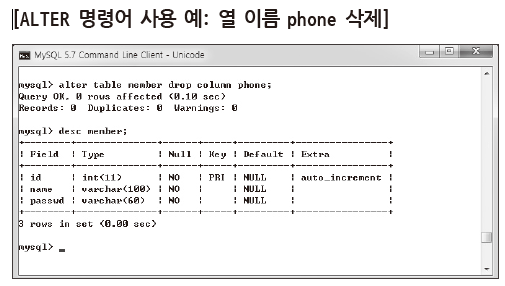 [ALTER 명령어 사용 예: 열 이름 phone 삭제]
MySQL 5.7 Command Line Client - Unicode
mysql> alter table member drop column phone;
Query OK, 0 rows affected (0.10 sec)
Records: 0  Duplicates: 0  Warnings: 0
mysql> desc member;
+--------+--------------+------+-----+---------+----------------+
| Field  | Type         | Null | Key | Default | Extra          |
+--------+--------------+------+-----+---------+----------------+
| id     | int(11)      | NO   | PRI | NULL    | auto_increment |
| name   | varchar(100) | NO   |     | NULL    |                |
| passwd | varchar(60)  | NO   |     | NULL    |                |
+--------+--------------+------+-----+---------+----------------+
3 rows in set (0.00 sec)
mysql> _